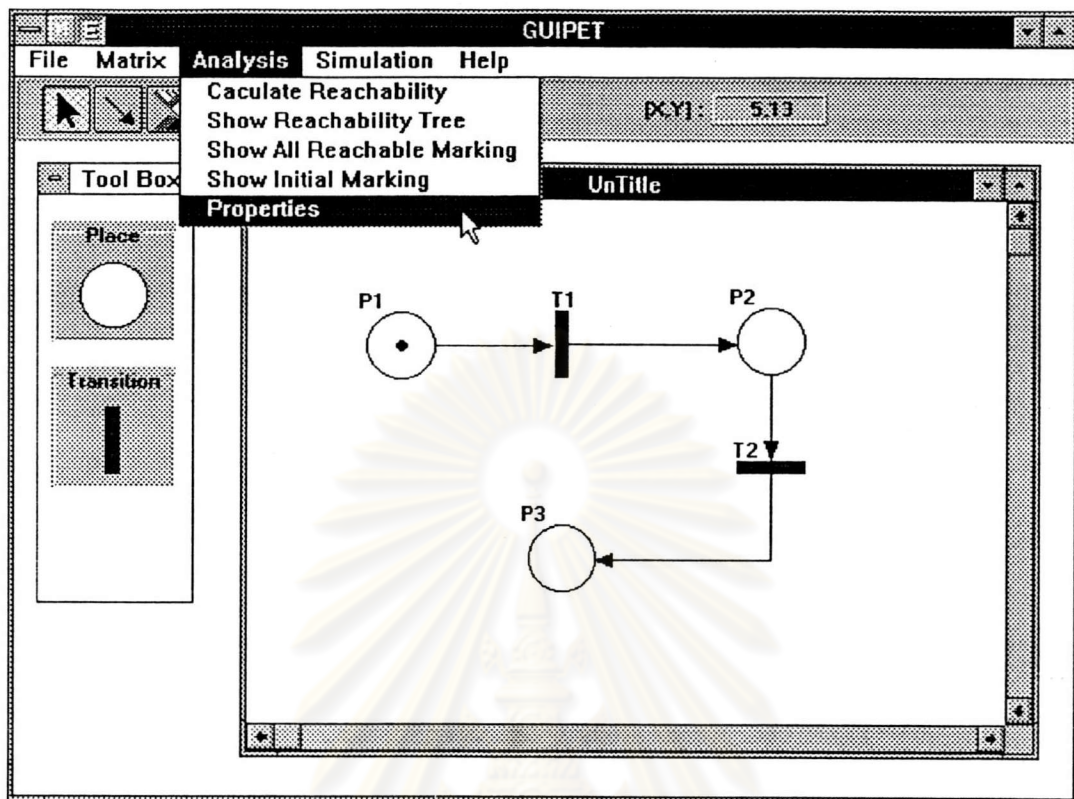 GUIPET
File Matrix Analysis Simulation Help
Caculate Reachability
Show Reachability Tree
Show All Reachable Marking
Show Initial Marking
Properties
[X,Y] : 5,13
Tool Box
UnTitle
Place
Transition
P1
T1
P2
T2
P3